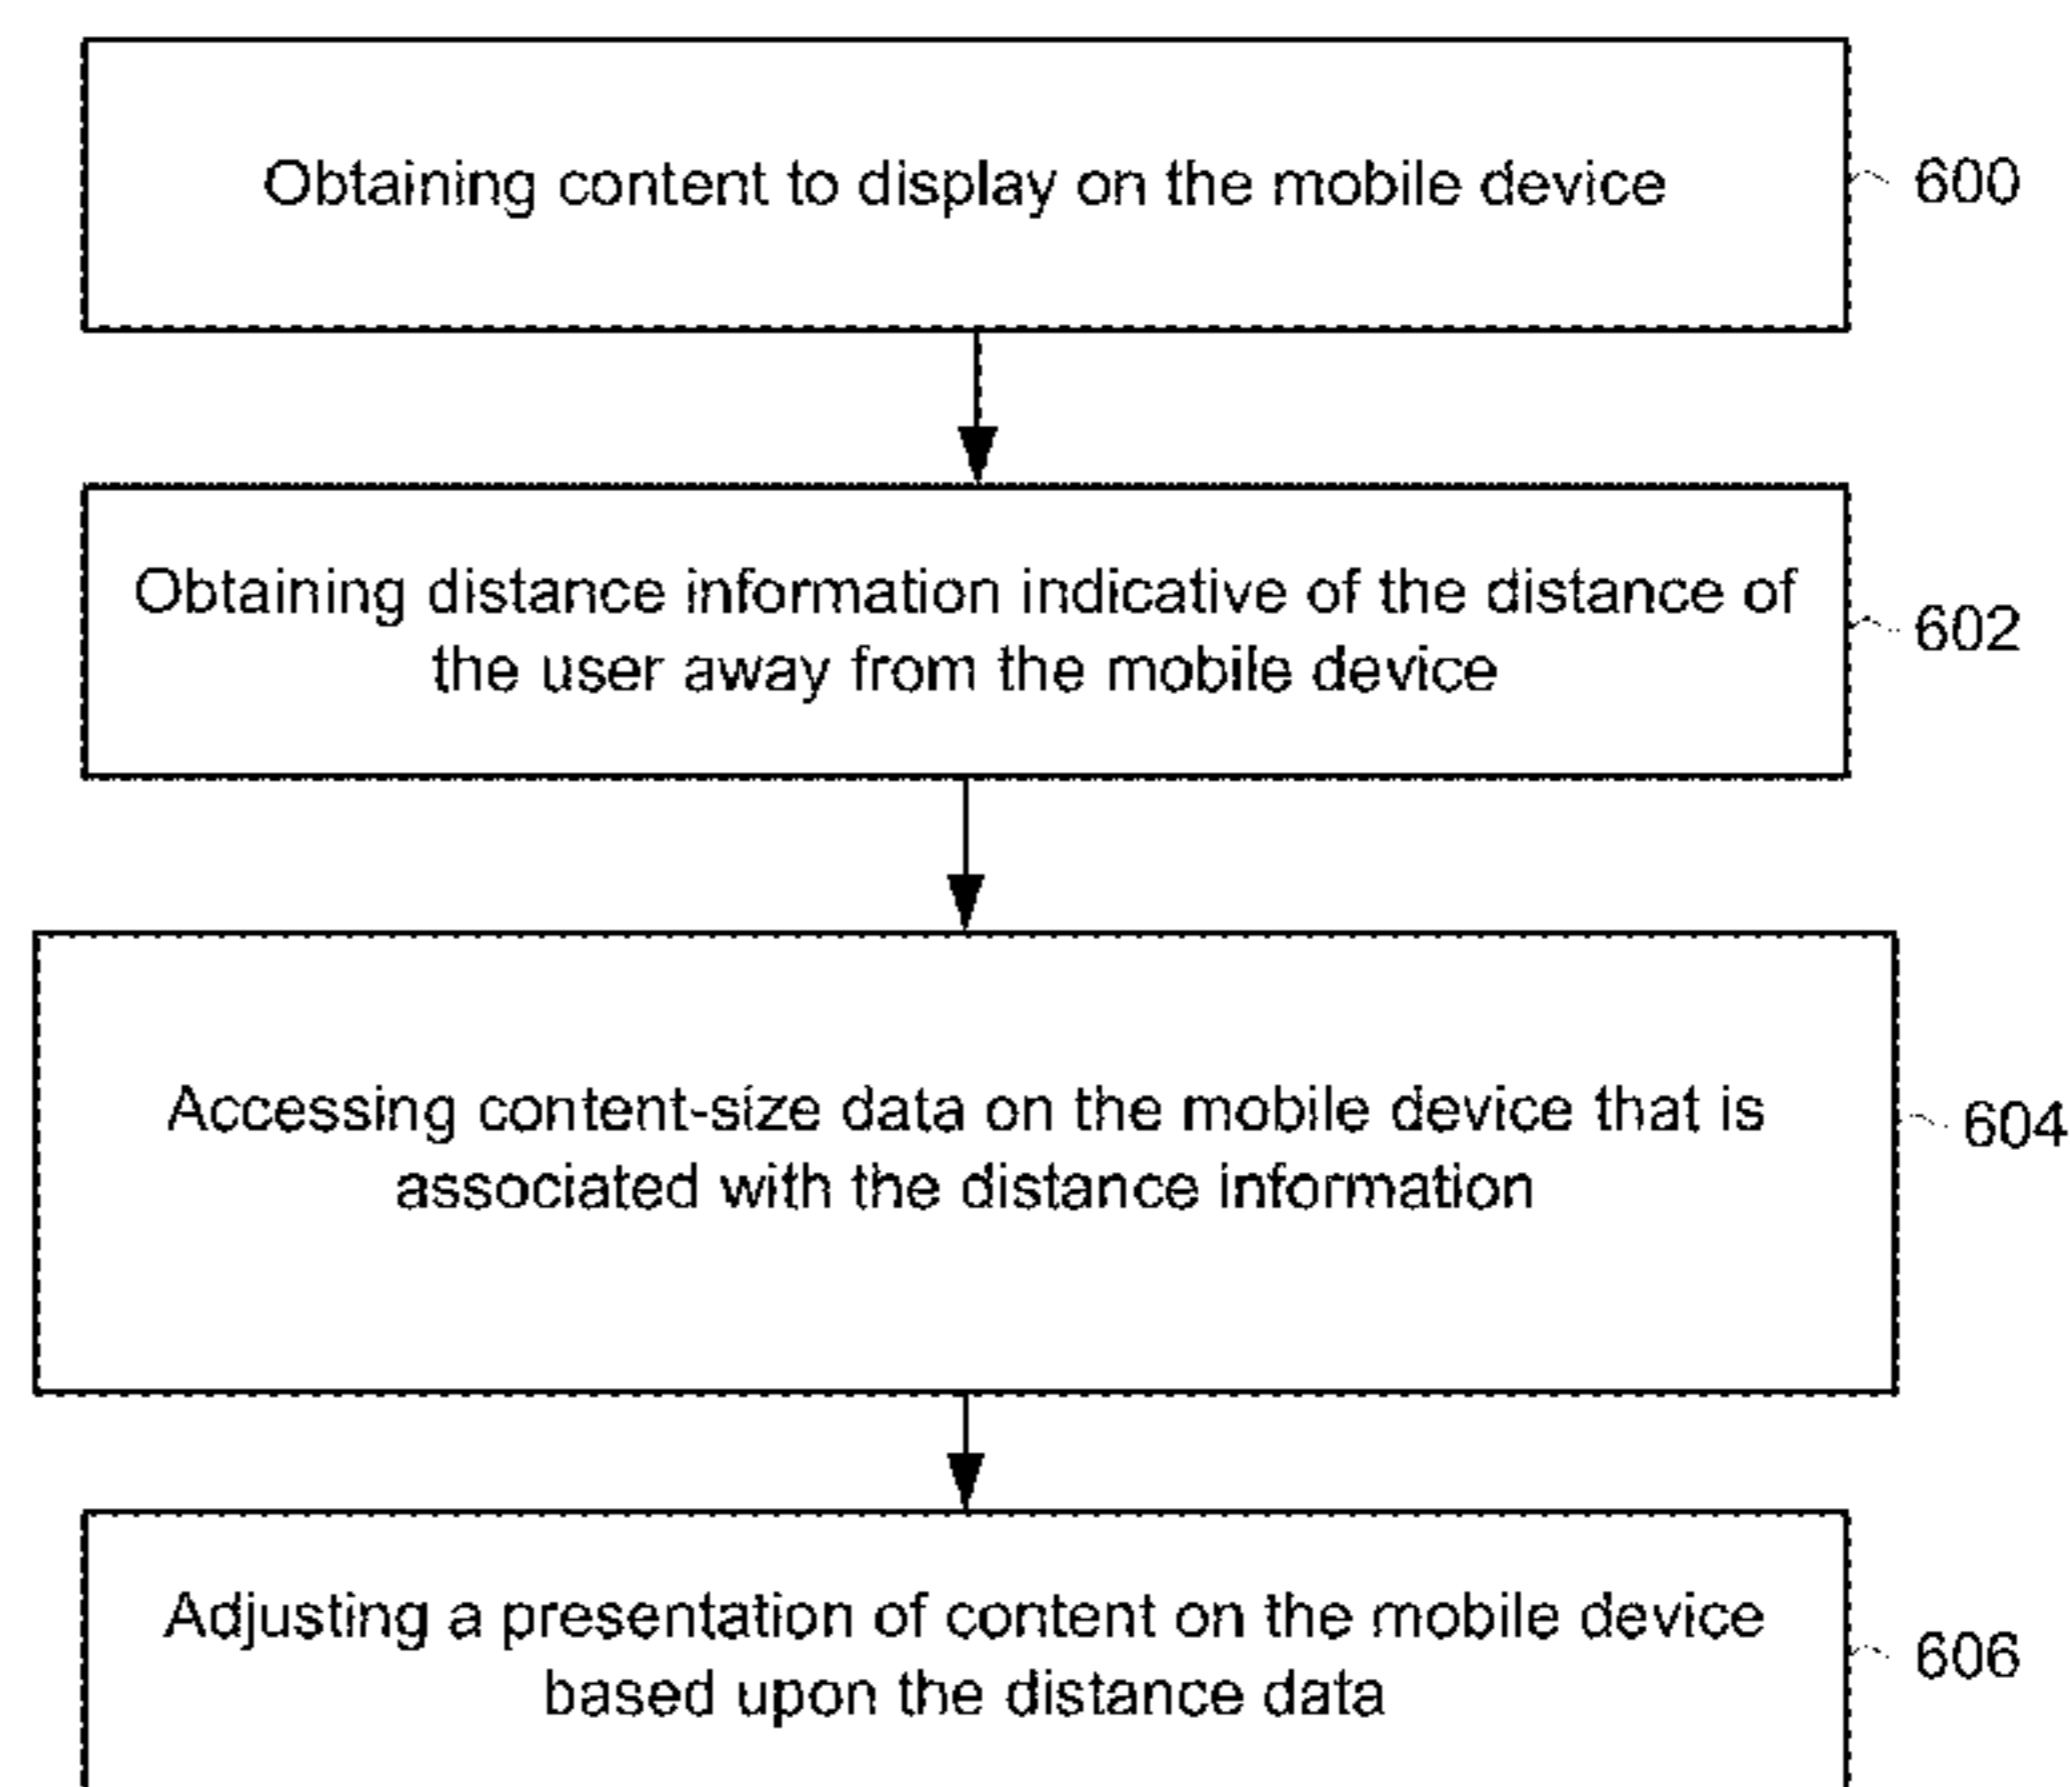 Obtaining content to display on the mobile device
600
Obtaining distance information indicative of the distance of
the user away from the mobile device
602
Accessing content-size data on the mobile device that is
associated with the distance information
604
Adjusting a presentation of content on the mobile device
based upon the distance data
606